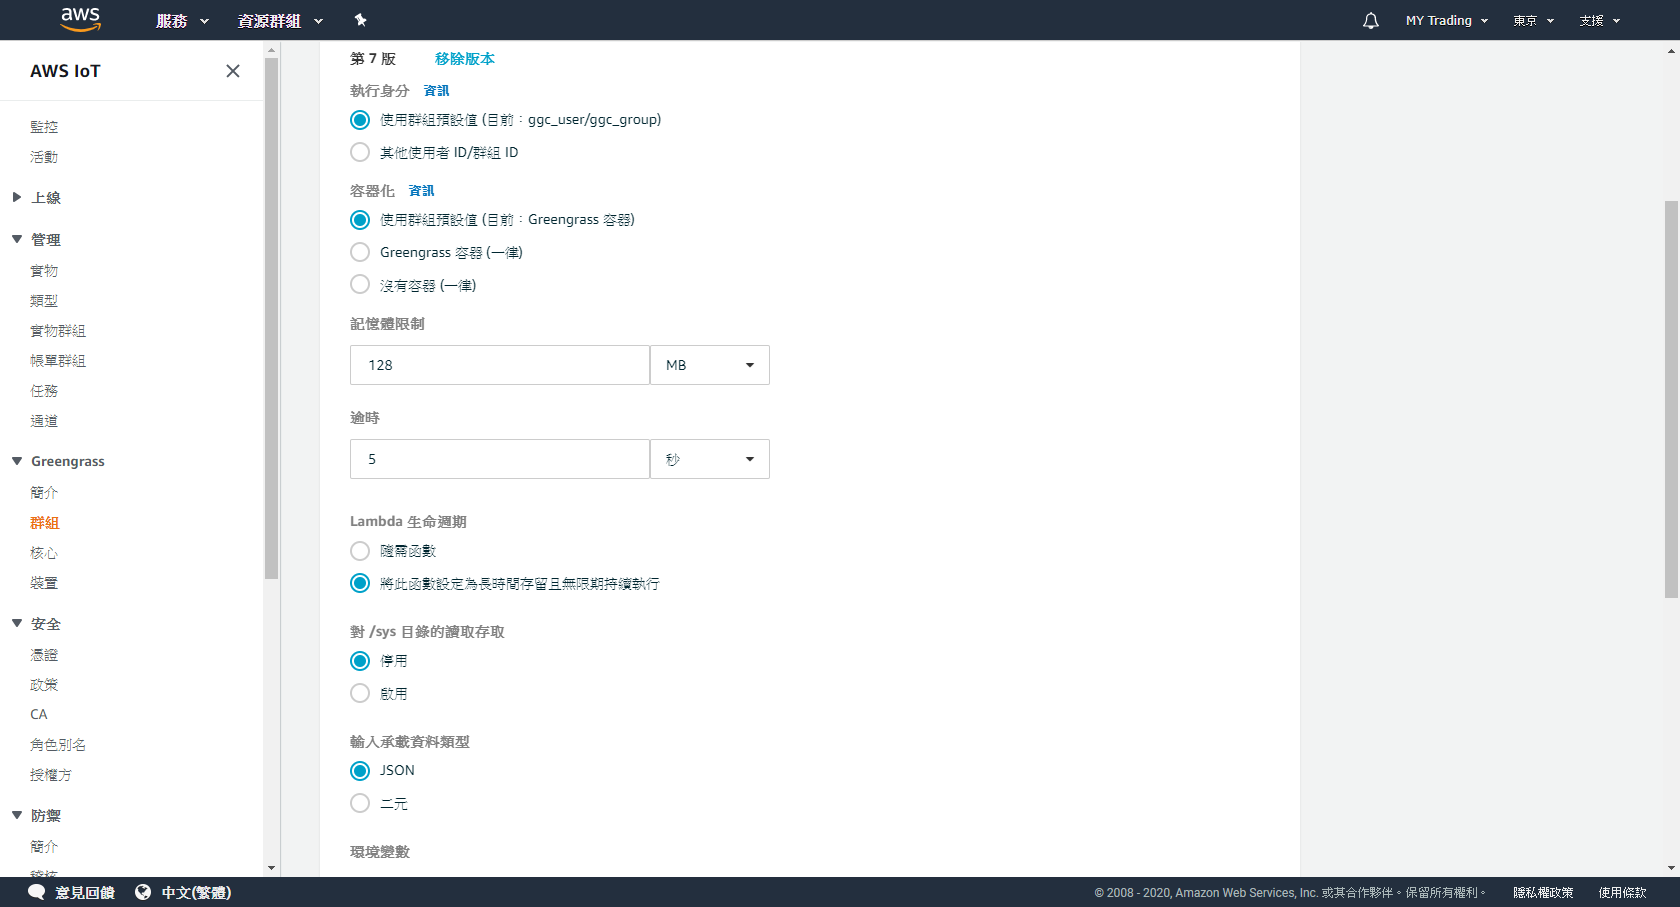 aws
服務
資源群組
MY Trading
東京
支援
AWS IoT
監控
活動
上線
管理
實物
類型
實物群組
帳單群組
任務
通道
Greengrass
簡介
群組
核心
裝置
安全
憑證
政策
CA
角色別名
授權方
防禦
簡介
稽核
第 7 版 移除版本
執行身分 資訊
使用群組預設值 (目前：ggc_user/ggc_group)
其他使用者 ID/群組 ID
容器化 資訊
使用群組預設值 (目前：Greengrass 容器)
Greengrass 容器 (一律)
沒有容器 (一律)
記憶體限制
128 MB
逾時
5 秒
Lambda 生命週期
隨需函數
將此函數設定為長時間存留且無限期持續執行
對 /sys 目錄的讀取存取
停用
啟用
輸入承載資料類型
JSON
二元
環境變數
意見回饋
中文(繁體)
© 2008 - 2020, Amazon Web Services, Inc. 或其合作夥伴。保留所有權利。
隱私權政策
使用條款